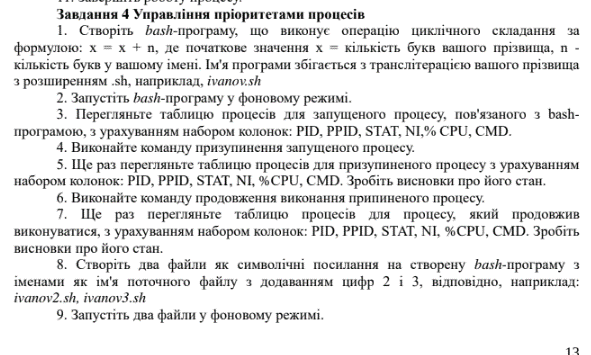 Завдання 4 Управління пріоритетами процесів
1. Створіть bash-програму, що виконує операцію циклічного складання за
формулою: x = x + n, де початкове значення x = кількість букв вашого прізвища, n -
кількість букв у вашому імені. Ім'я програми збігається з транслітерацією вашого прізвища
з розширенням .sh, наприклад, ivanov.sh
2. Запустіть bash-програму у фоновому режимі.
3. Перегляньте таблицю процесів для запущеного процесу, пов'язаного з bash-
програмою, з урахуванням набором колонок: PID, PPID, STAT, NI,% CPU, CMD.
4. Виконайте команду призупинення запущеного процесу.
5. Ще раз перегляньте таблицю процесів для призупиненого процесу з урахуванням
набором колонок: PID, PPID, STAT, NI, %CPU, CMD. Зробіть висновки про його стан.
6. Виконайте команду продовження виконання припиненого процесу.
7. Ще раз перегляньте таблицю процесів для процесу, який продовжив
виконуватися, з урахуванням набором колонок: PID, PPID, STAT, NI, %CPU, CMD. Зробіть
висновки про його стан.
8. Створіть два файли як символічні посилання на створену bash-програму з
іменами як ім'я поточного файлу з додаванням цифр 2 і 3, відповідно, наприклад:
ivanov2.sh, ivanov3.sh
9. Запустіть два файли у фоновому режимі.
13